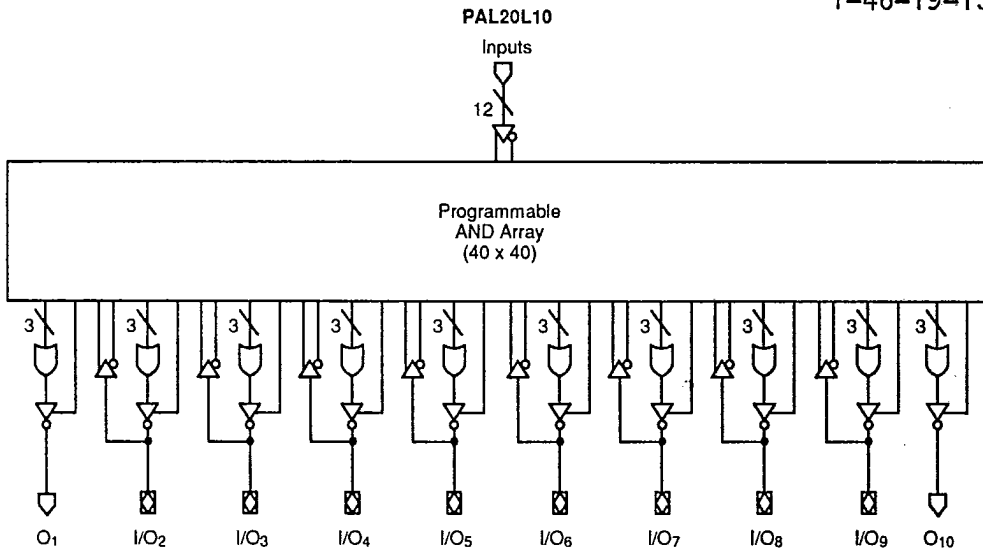 PAL20L10
Inputs
12
Programmable
AND Array
(40 x 40)
3 3 3 3 3 3 3 3 3 3
O1 I/O2 I/O3 I/O4 I/O5 I/O6 I/O7 I/O8 I/O9 O10